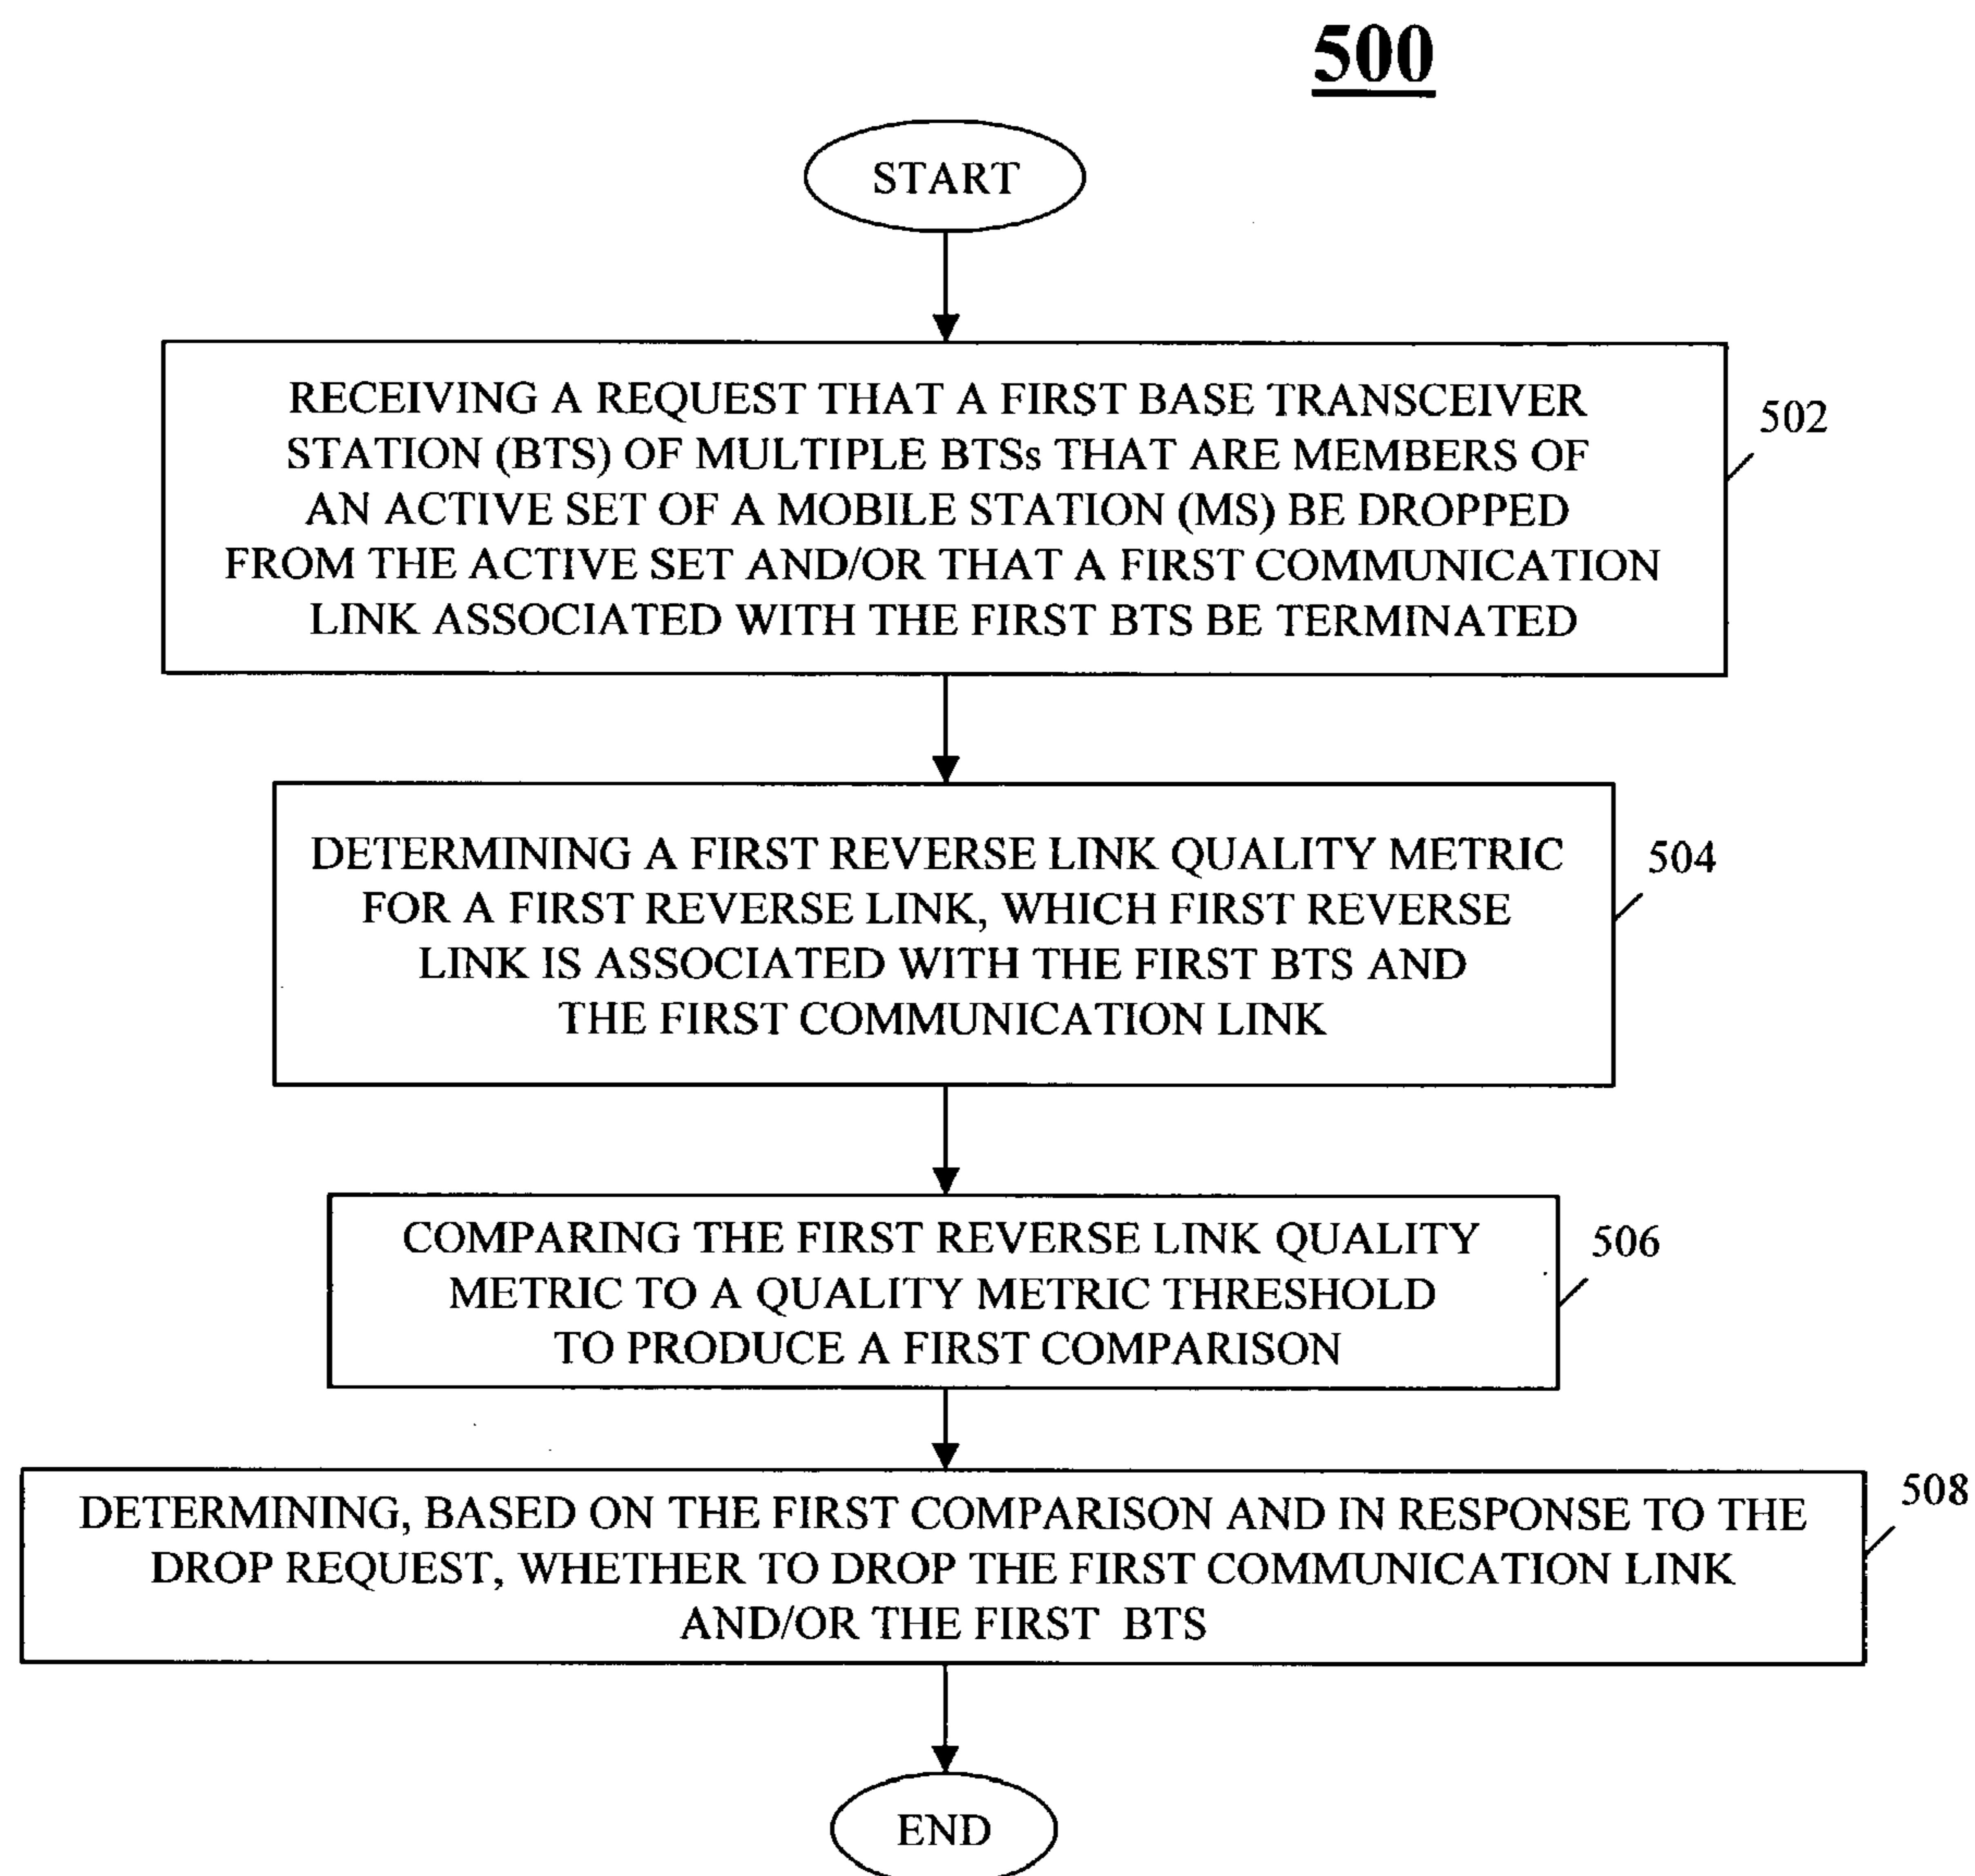 500
START
RECEIVING A REQUEST THAT A FIRST BASE TRANSCEIVER
STATION (BTS) OF MULTIPLE BTSs THAT ARE MEMBERS OF
AN ACTIVE SET OF A MOBILE STATION (MS) BE DROPPED
FROM THE ACTIVE SET AND/OR THAT A FIRST COMMUNICATION
LINK ASSOCIATED WITH THE FIRST BTS BE TERMINATED
502
DETERMINING A FIRST REVERSE LINK QUALITY METRIC
FOR A FIRST REVERSE LINK, WHICH FIRST REVERSE
LINK IS ASSOCIATED WITH THE FIRST BTS AND
THE FIRST COMMUNICATION LINK
504
COMPARING THE FIRST REVERSE LINK QUALITY
METRIC TO A QUALITY METRIC THRESHOLD
TO PRODUCE A FIRST COMPARISON
506
DETERMINING, BASED ON THE FIRST COMPARISON AND IN RESPONSE TO THE
DROP REQUEST, WHETHER TO DROP THE FIRST COMMUNICATION LINK
AND/OR THE FIRST BTS
508
END